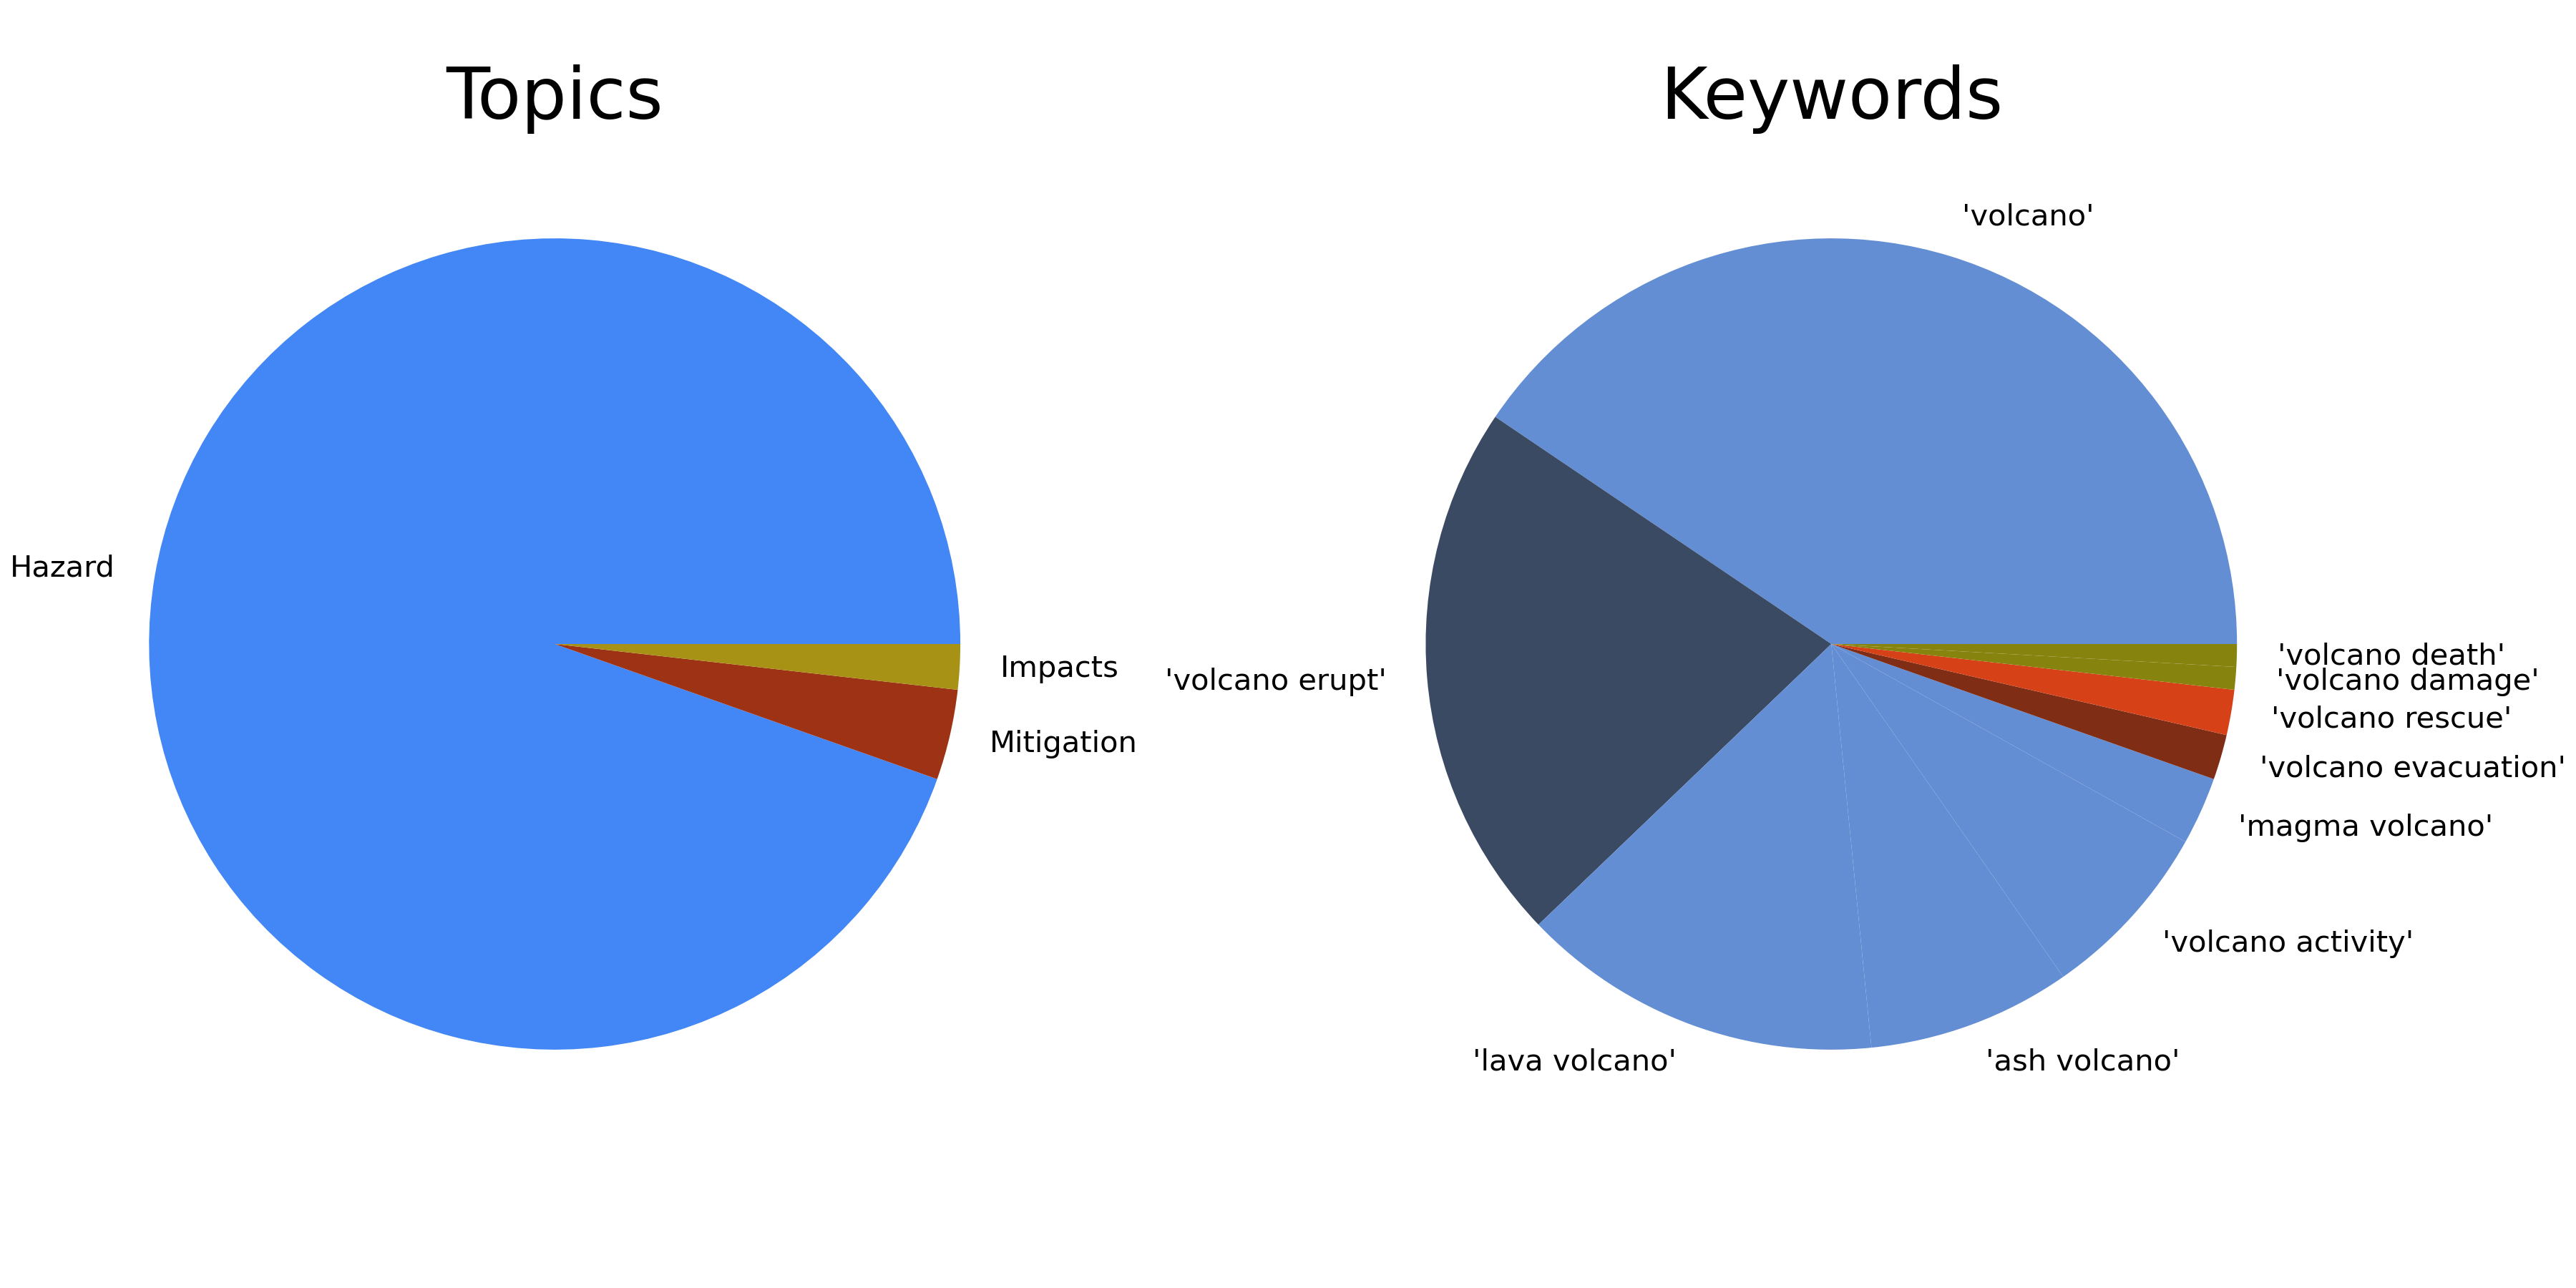 Topics
Hazard
Impacts
Mitigation
Keywords
'volcano'
'volcano erupt'
'lava volcano'
'ash volcano'
'volcano activity'
'magma volcano'
'volcano evacuation'
'volcano rescue'
'volcano damage'
'volcano death'